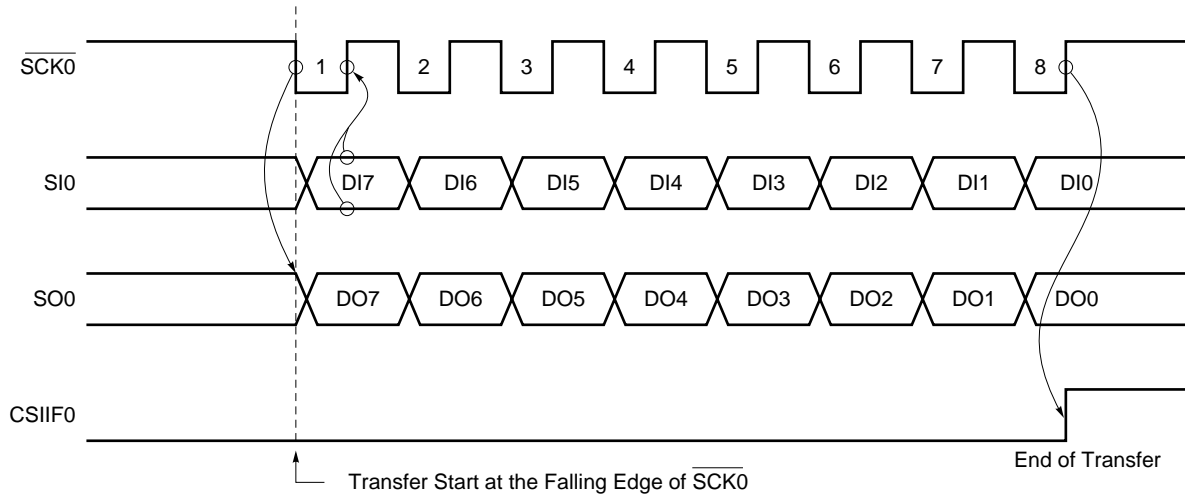 SCK0 1 2 3 4 5 6 7 8
SI0 DI7 DI6 DI5 DI4 DI3 DI2 DI1 DI0
SO0 DO7 DO6 DO5 DO4 DO3 DO2 DO1 DO0
CSIIF0
End of Transfer
Transfer Start at the Falling Edge of SCK0